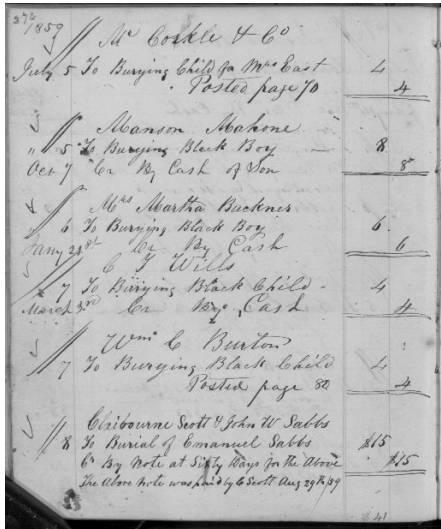 274
1859
Mc Corkle & Co
July 5 To Burying Child for Mrs East 4
Posted page 70 4
Manson Mahone
" 5 To Burying Black Boy — 8
Oct 7 Cr By Cash of Son 8
Mrs Martha Buckner
6 To Burying Black Boy 6.
Jany 21st Cr By Cash 6
C T Wills
7 To Burying Black Child - 4
March 3rd Cr By Cash 4
Wm C Burton
7 To Burying Black Child 4
Posted page 80 4
Claibourne Scott & John W Sabbs
8 To Burial of Emanuel Sabbs $15
Cr By Note at Sixty Days for the Above $15
The Above Note was paid by C Scott Aug 29th/59